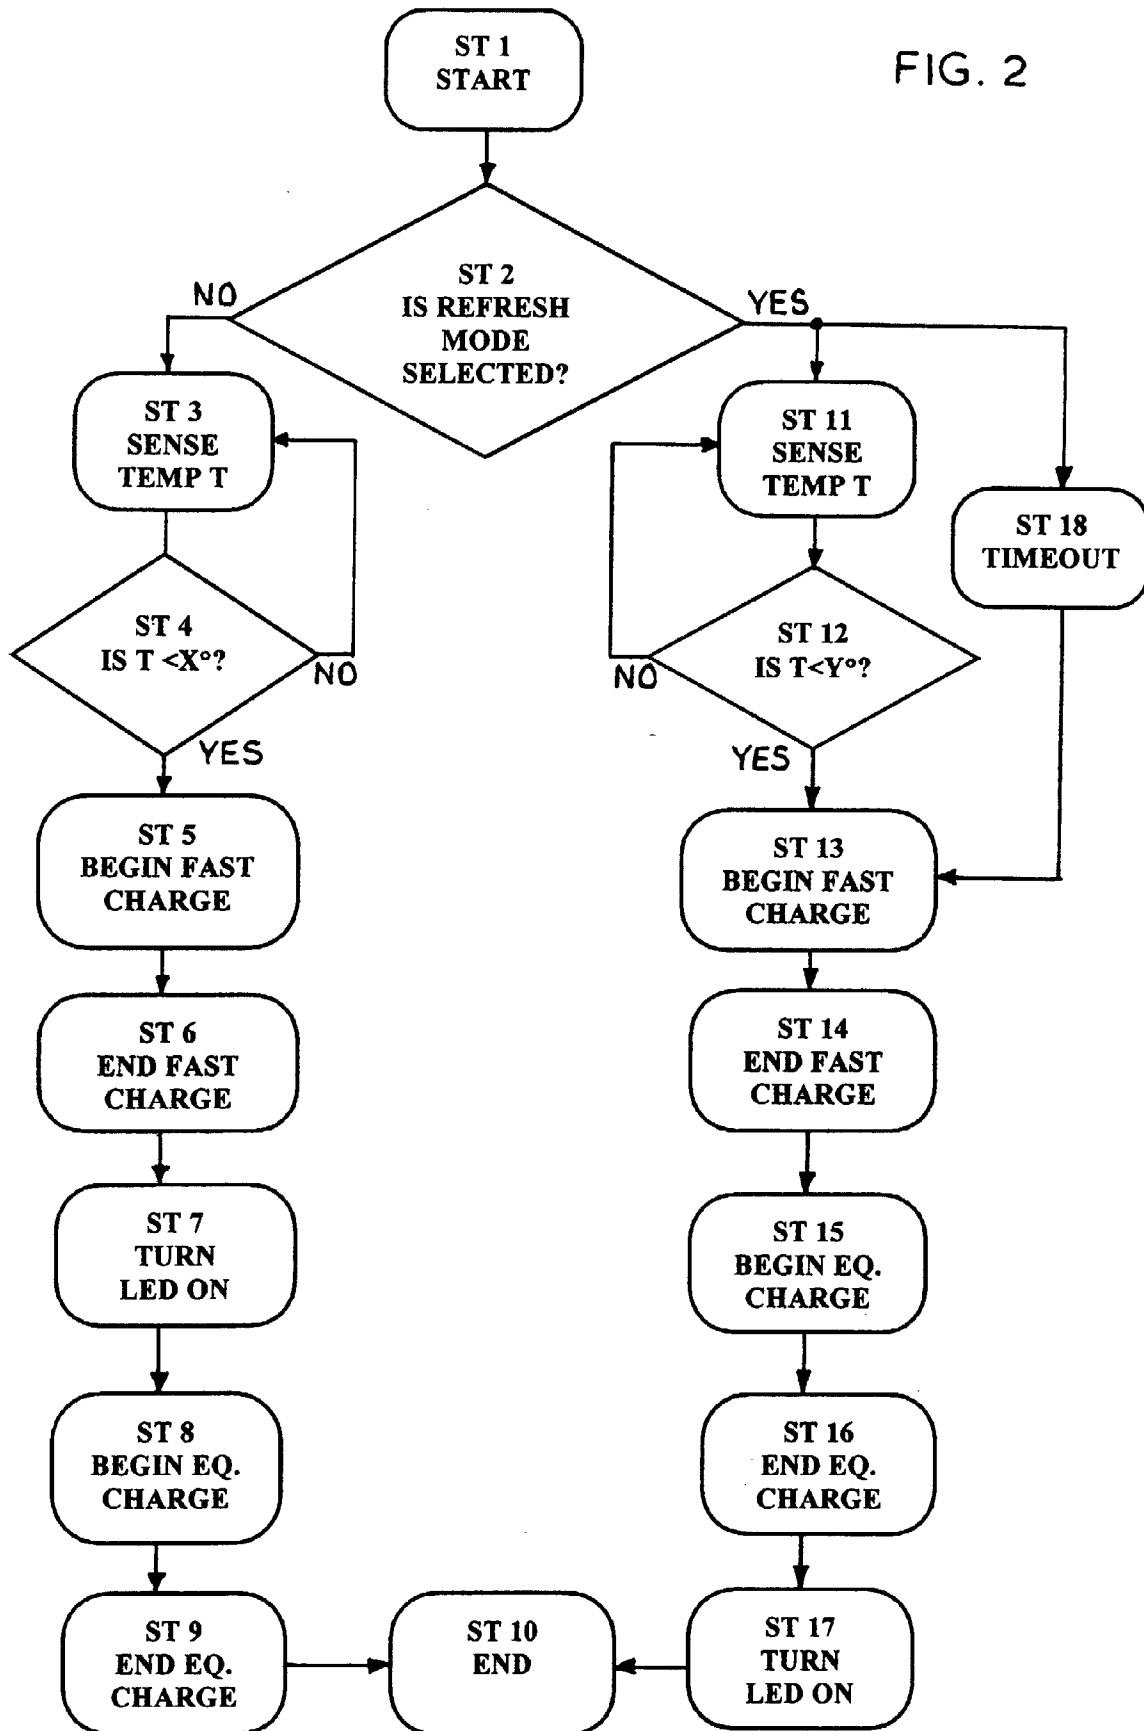 FIG. 2
ST 1
START
ST 2
IS REFRESH
MODE
SELECTED?
NO
YES
ST 3
SENSE
TEMP T
ST 4
IS T <X°?
NO
YES
ST 5
BEGIN FAST
CHARGE
ST 6
END FAST
CHARGE
ST 7
TURN
LED ON
ST 8
BEGIN EQ.
CHARGE
ST 9
END EQ.
CHARGE
ST 10
END
ST 11
SENSE
TEMP T
ST 18
TIMEOUT
ST 12
IS T<Y°?
NO
YES
ST 13
BEGIN FAST
CHARGE
ST 14
END FAST
CHARGE
ST 15
BEGIN EQ.
CHARGE
ST 16
END EQ.
CHARGE
ST 17
TURN
LED ON